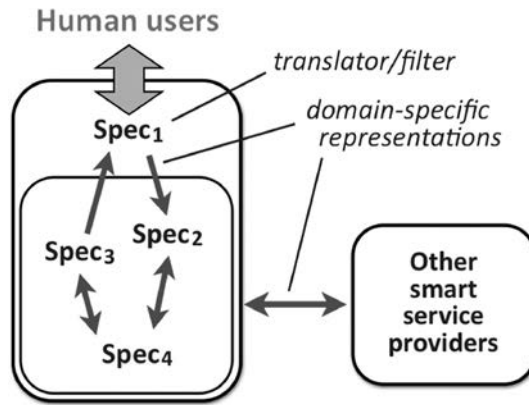 Human users
translator/filter
domain-specific
representations
Spec₁
Spec₃
Spec₂
Spec₄
Other
smart
service
providers